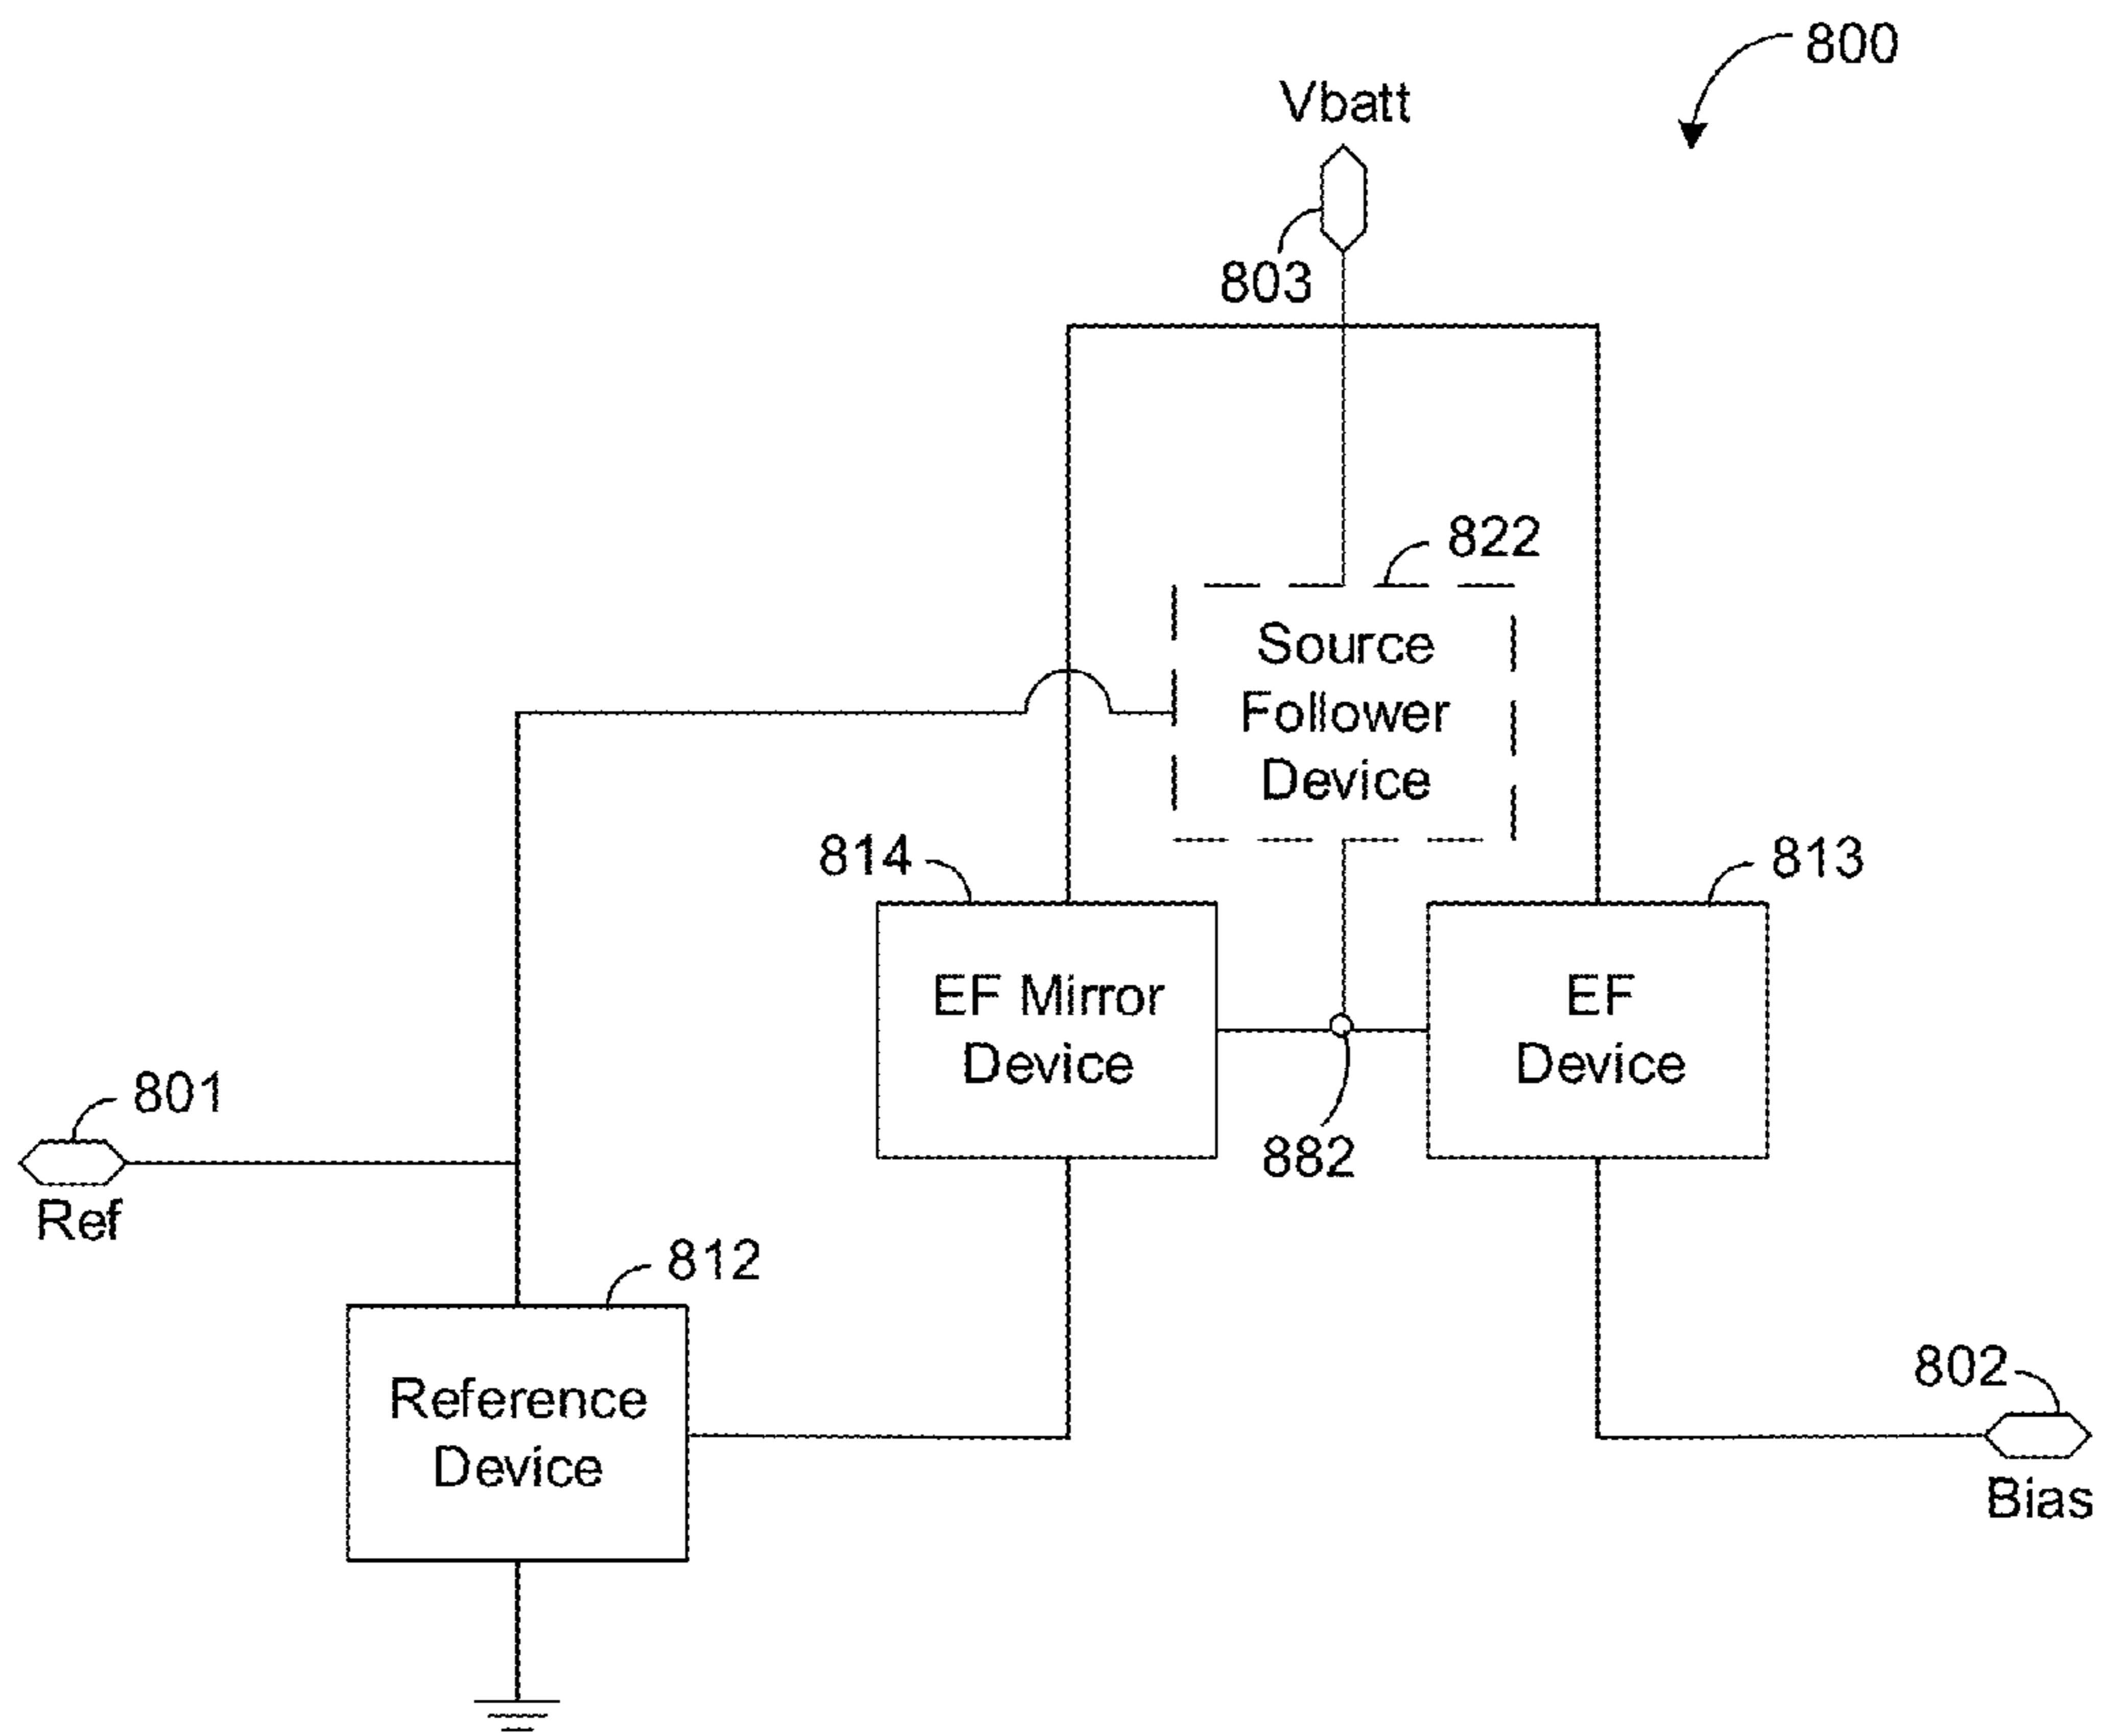 800
Vbatt
803
822
Source
Follower
Device
814
813
EF Mirror
Device
EF
Device
801
882
Ref
812
802
Reference
Device
Bias